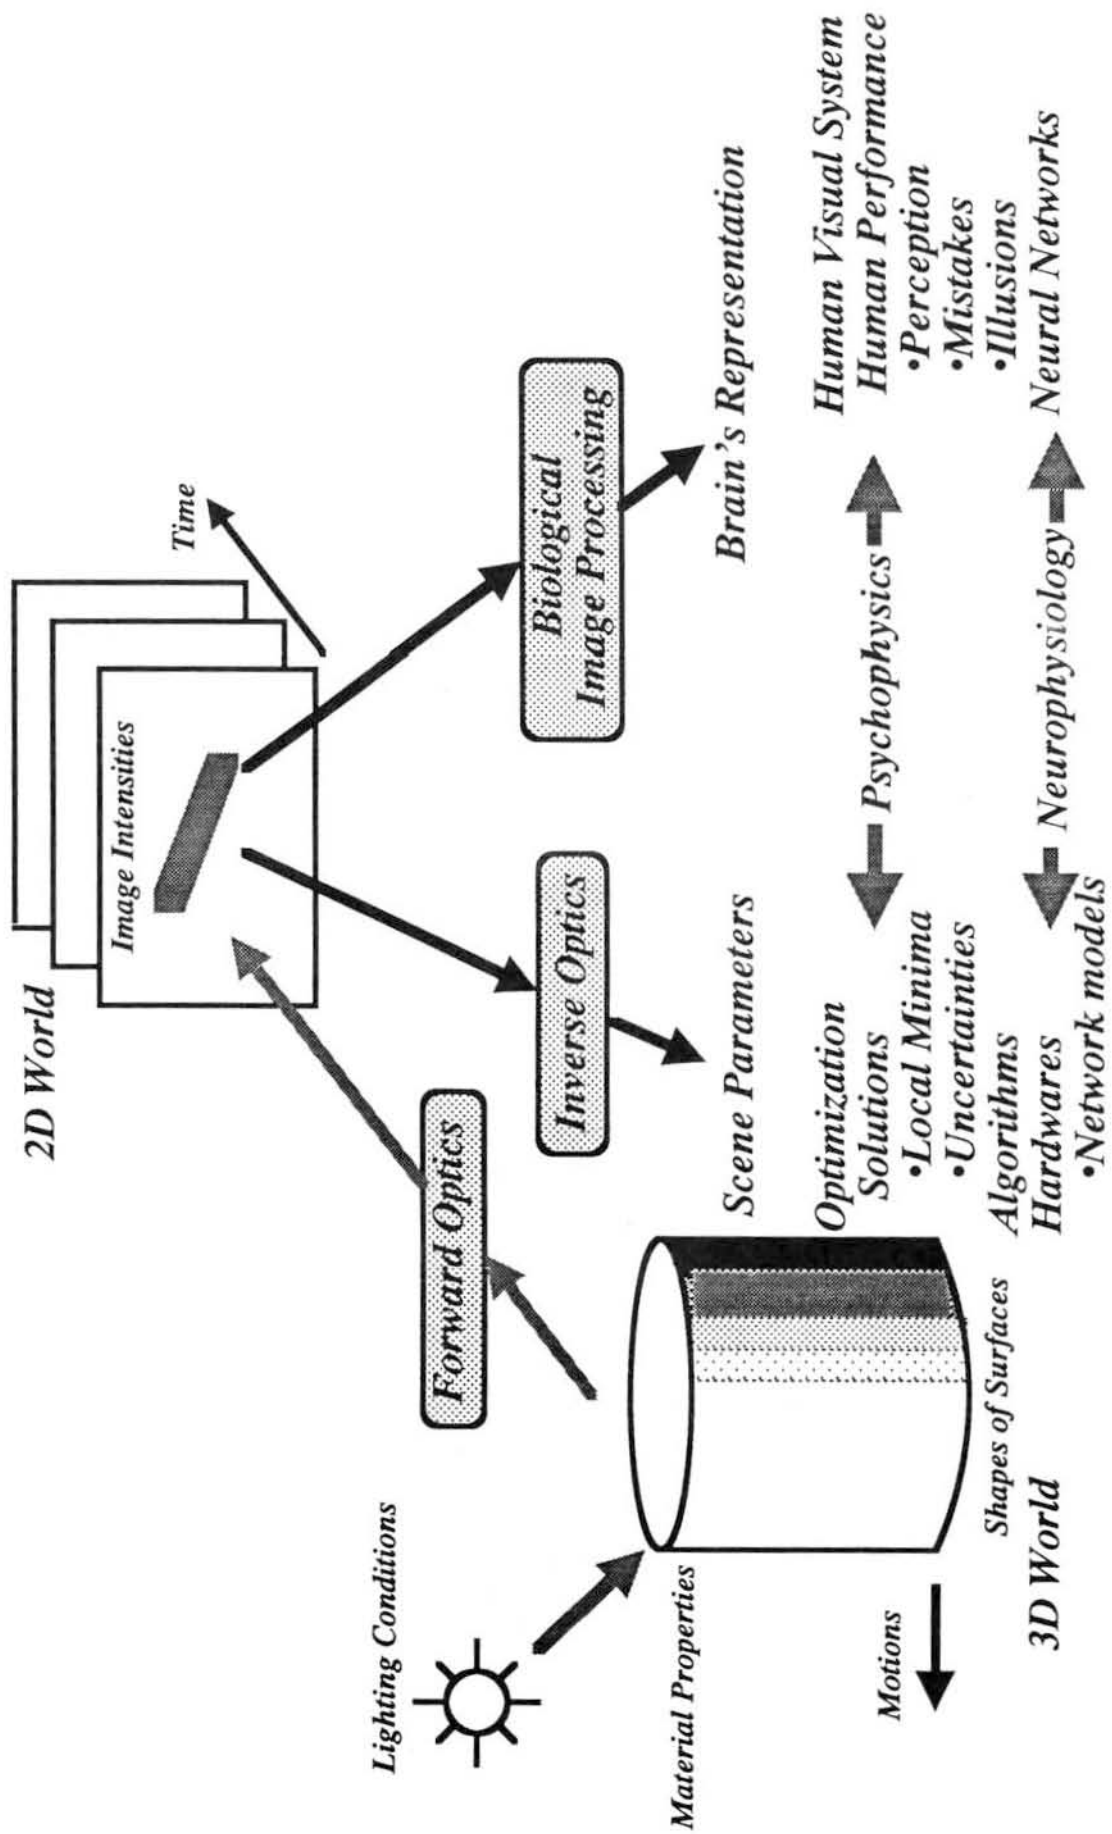 2D World
Image Intensities
Time
Lighting Conditions
Forward Optics
Inverse Optics
Biological
Image Processing
Material Properties
Motions
Shapes of Surfaces
3D World
Scene Parameters
Brain's Representation
Optimization
Solutions
•Local Minima
•Uncertainties
Algorithms
Hardwares
•Network models
Psychophysics
Neurophysiology
Human Visual System
Human Performance
•Perception
•Mistakes
•Illusions
Neural Networks